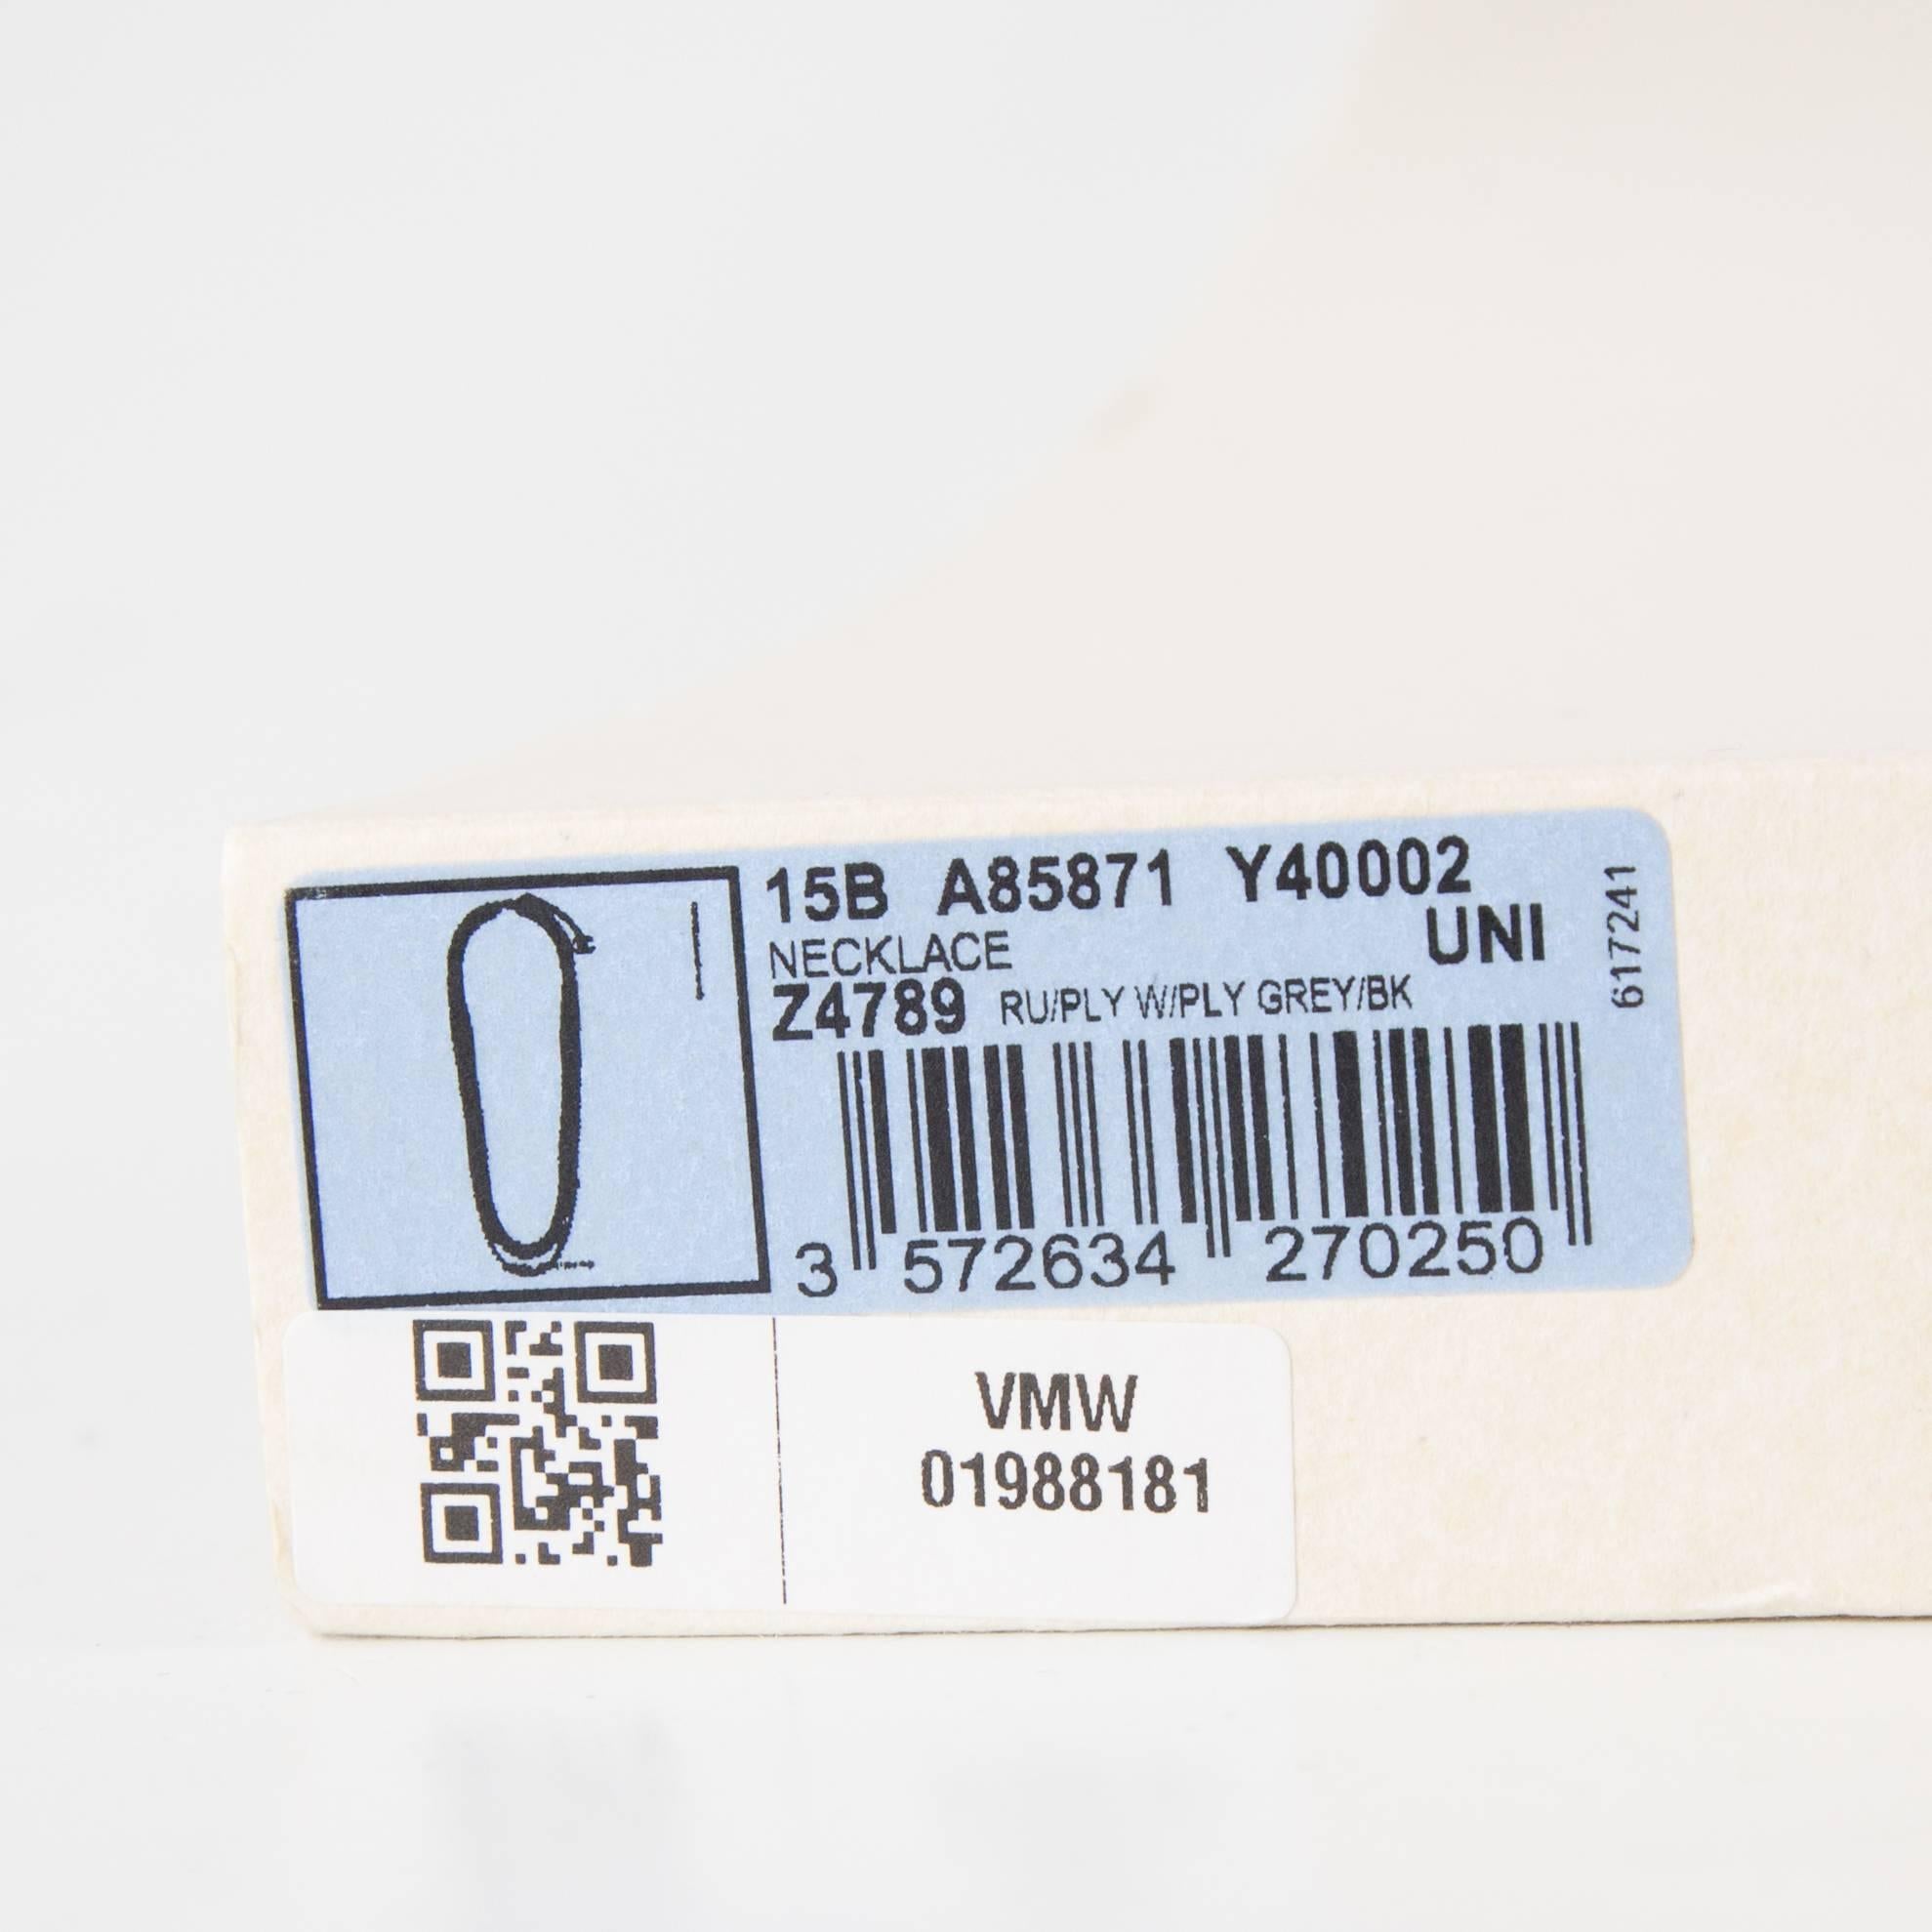 15B A85871 Y40002
NECKLACE UNI
Z4789 RU/PLY W/PLY GREY/BK
617241
3 572634 270250
VMW
01988181